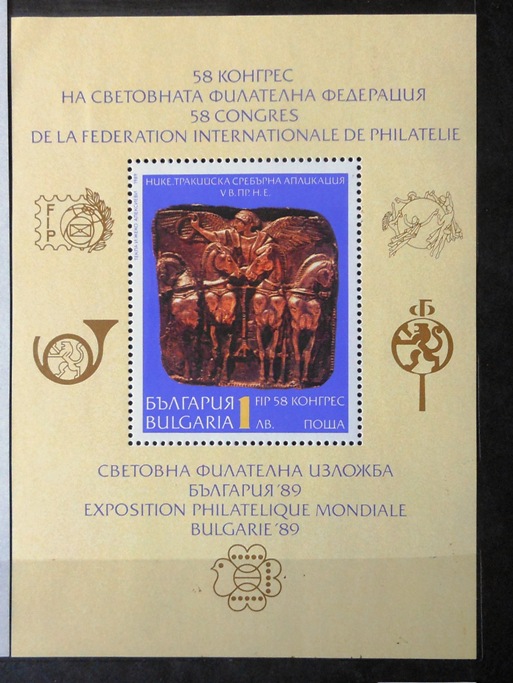 58 КОНГРЕС
НА СВЕТОВНАТА ФИЛАТЕЛНА ФЕДЕРАЦИЯ
58 CONGRES
DE LA FEDERATION INTERNATIONALE DE PHILATELIE
НИКЕ. ТРАКИЙСКА СРЕБЪРНА АПЛИКАЦИЯ
V В. ПР. Н. Е.
FIP
БЪЛГАРИЯ 1 FIP 58 КОНГРЕС
BULGARIA ЛВ. ПОЩА
СВЕТОВНА ФИЛАТЕЛНА ИЗЛОЖБА
БЪЛГАРИЯ '89
EXPOSITION PHILATELIQUE MONDIALE
BULGARIE '89